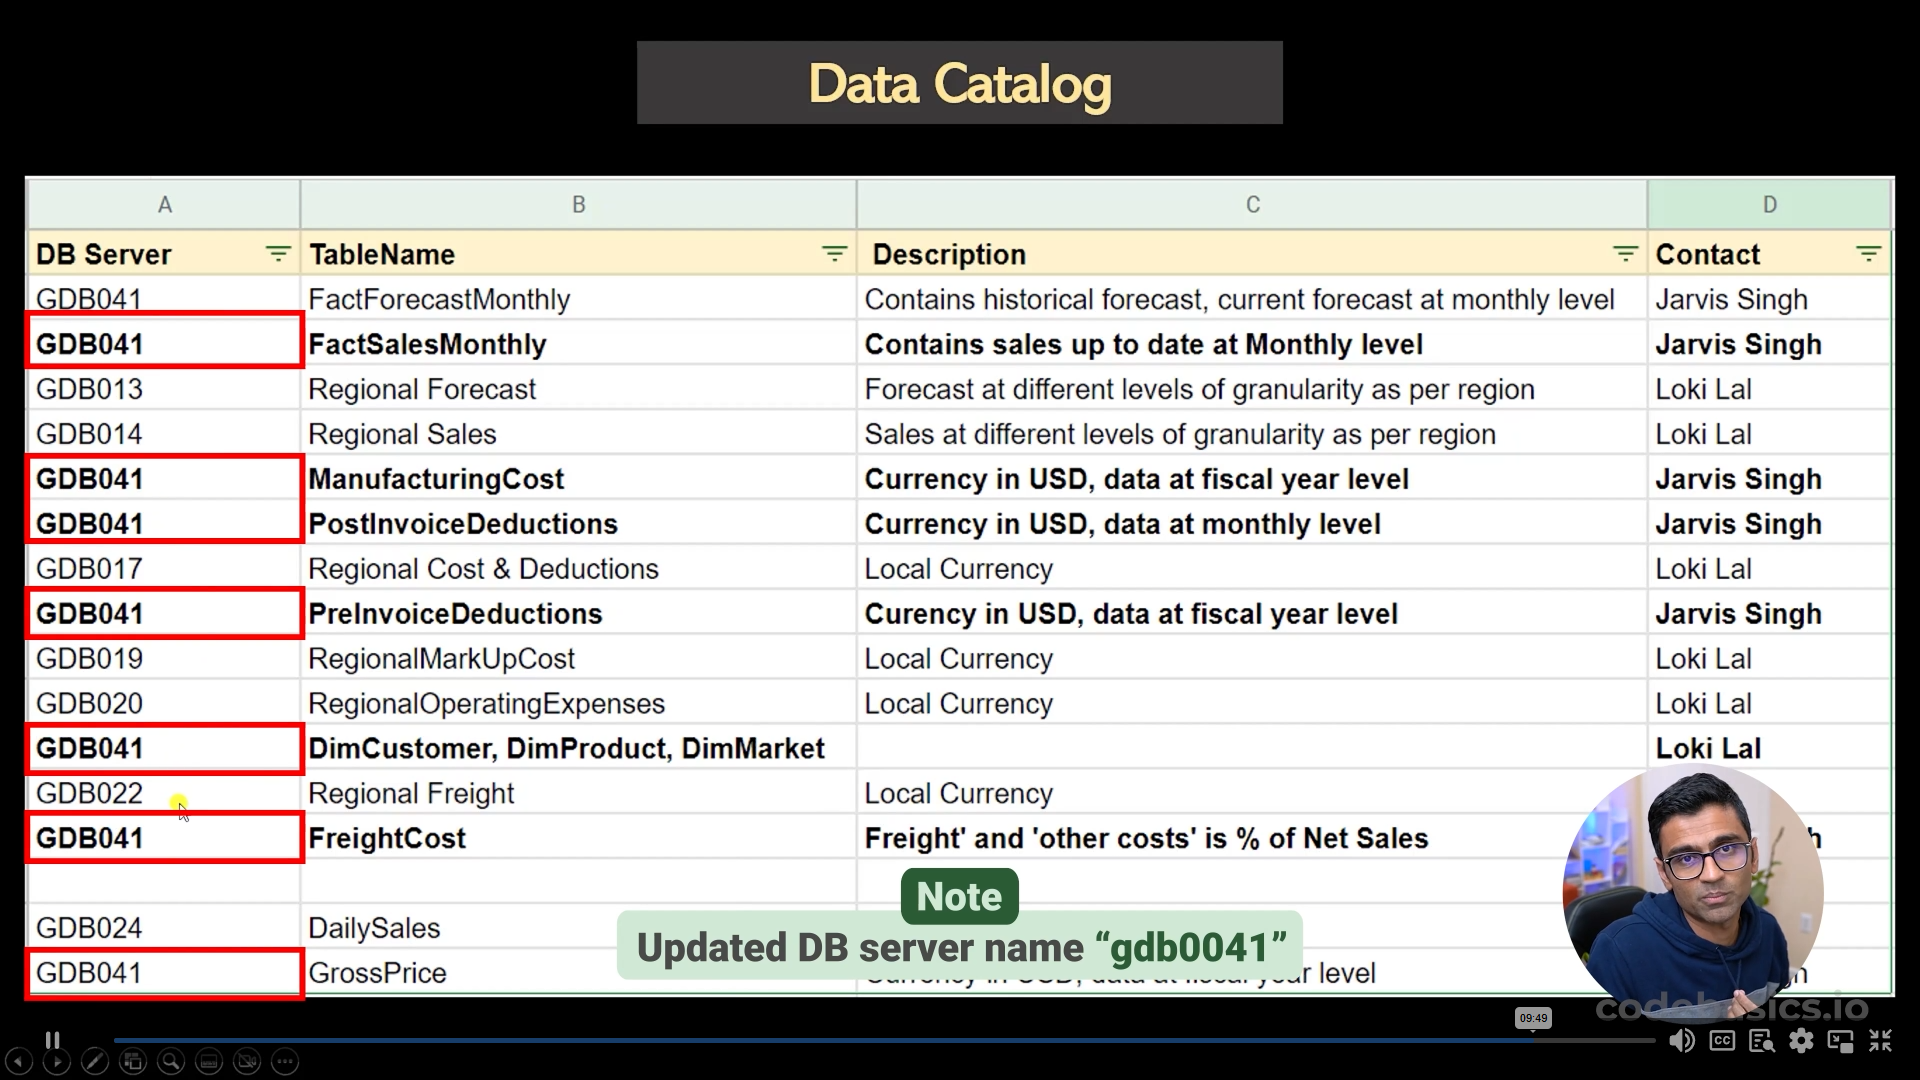 Data Catalog
A B C D
DB Server TableName Description Contact
GDB041 FactForecastMonthly Contains historical forecast, current forecast at monthly level Jarvis Singh
GDB041 FactSalesMonthly Contains sales up to date at Monthly level Jarvis Singh
GDB013 Regional Forecast Forecast at different levels of granularity as per region Loki Lal
GDB014 Regional Sales Sales at different levels of granularity as per region Loki Lal
GDB041 ManufacturingCost Currency in USD, data at fiscal year level Jarvis Singh
GDB041 PostInvoiceDeductions Currency in USD, data at monthly level Jarvis Singh
GDB017 Regional Cost & Deductions Local Currency Loki Lal
GDB041 PreInvoiceDeductions Curency in USD, data at fiscal year level Jarvis Singh
GDB019 RegionalMarkUpCost Local Currency Loki Lal
GDB020 RegionalOperatingExpenses Local Currency Loki Lal
GDB041 DimCustomer, DimProduct, DimMarket Loki Lal
GDB022 Regional Freight Local Currency
GDB041 FreightCost Freight' and 'other costs' is % of Net Sales
Note
GDB024 DailySales
Updated DB server name “gdb0041”
GDB041 GrossPrice level
codebasics.io
09:49
CC